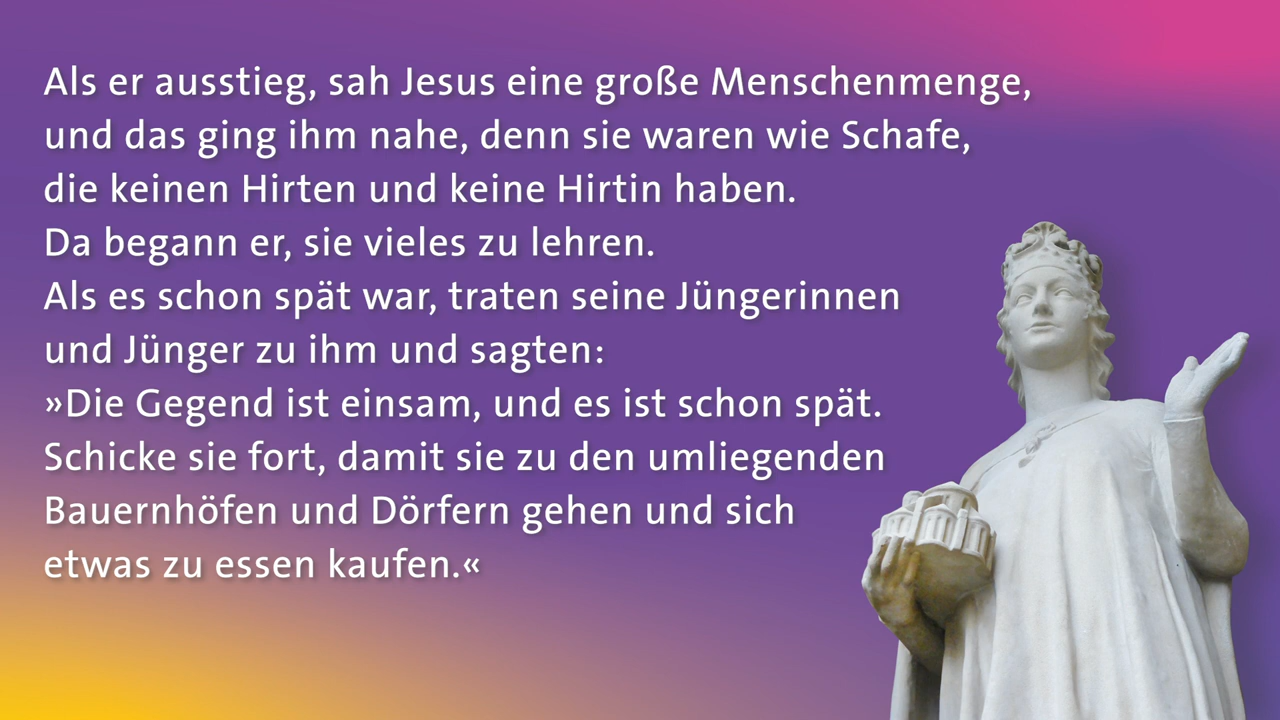 Als er ausstieg, sah Jesus eine große Menschenmenge,
und das ging ihm nahe, denn sie waren wie Schafe,
die keinen Hirten und keine Hirtin haben.
Da begann er, sie vieles zu lehren.
Als es schon spät war, traten seine Jüngerinnen
und Jünger zu ihm und sagten:
»Die Gegend ist einsam, und es ist schon spät.
Schicke sie fort, damit sie zu den umliegenden
Bauernhöfen und Dörfern gehen und sich
etwas zu essen kaufen.«